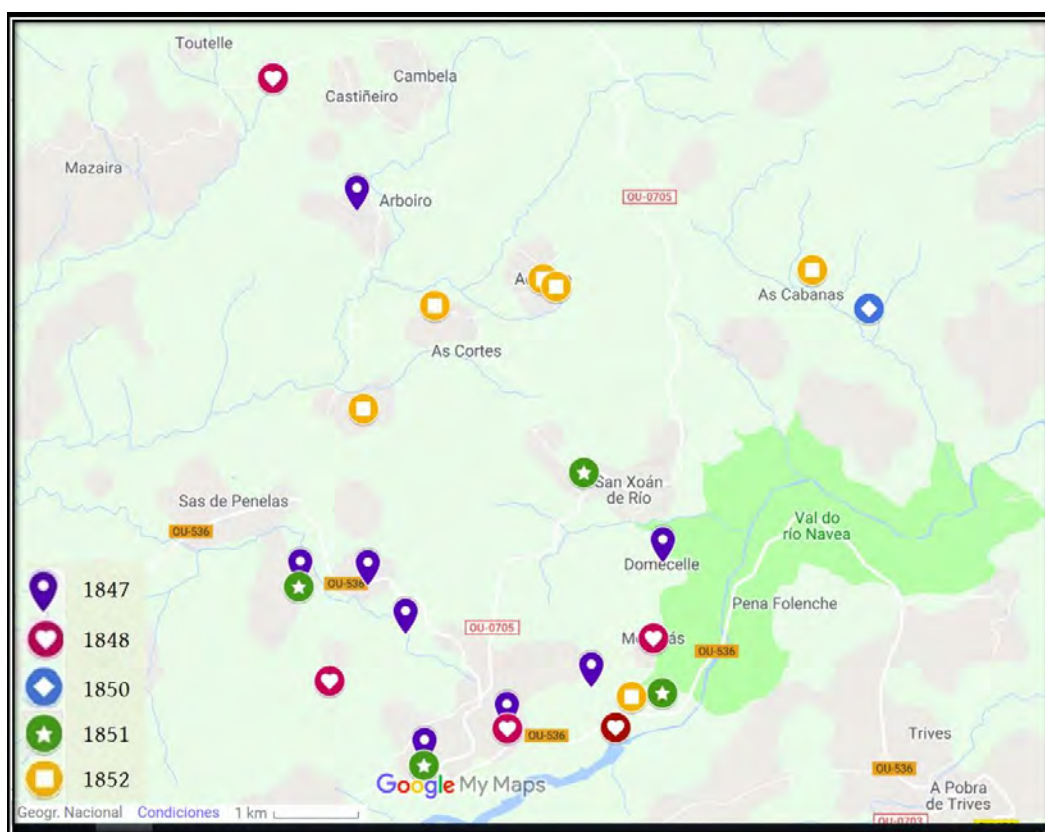 Toutelle
Cambela
Castiñeiro
Mazaira
Arboiro
OU-0705
As Cabanas
As Cortes
San Xoán
de Río
Sas de Penelas
OU-536
Val do
río Navea
Domecelle
OU-536
Pena Folenche
OU-0705
OU-536
OU-536
Trives
OU-536
A Pobra
de Trives
OU-0703
1847
1848
1850
1851
1852
Google My Maps
Geogr. Nacional Condiciones 1 km